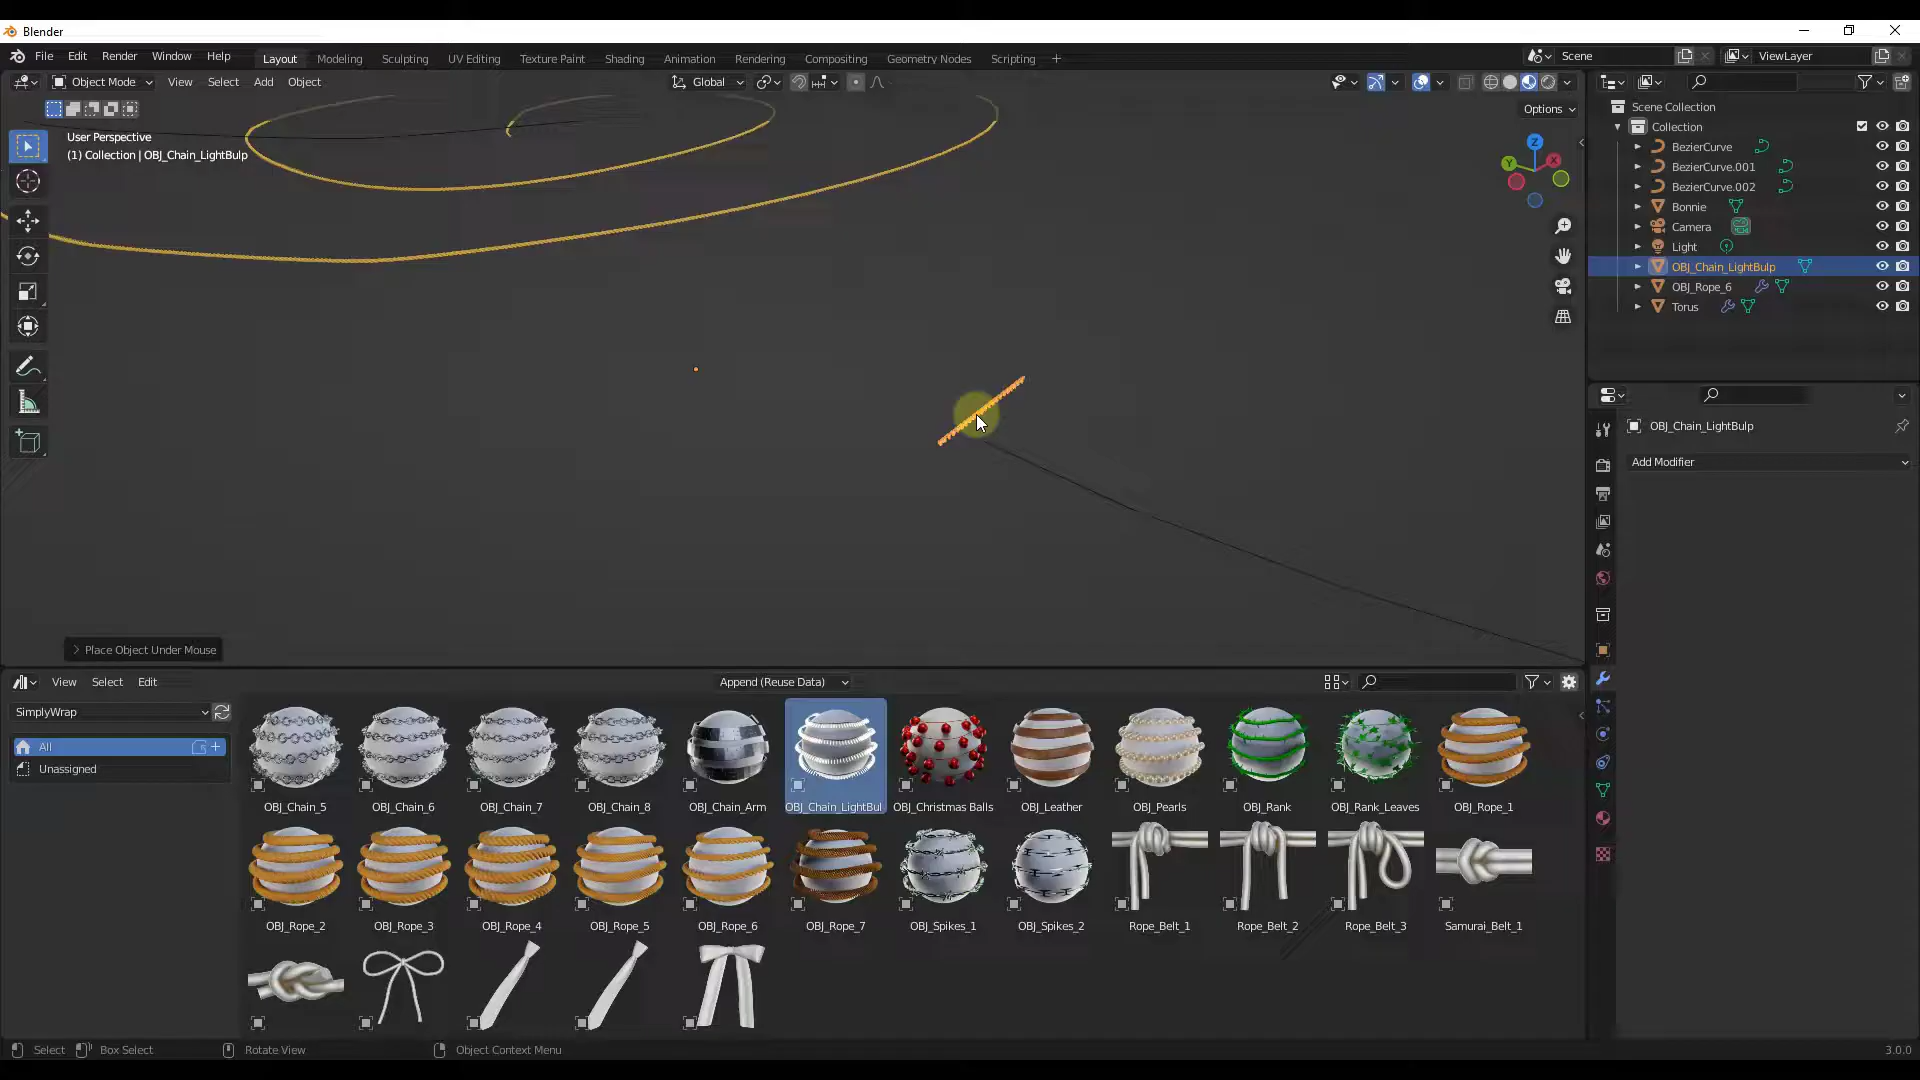 Blender
File Edit Render Window Help
Layout Modeling Sculpting UV Editing Texture Paint Shading Animation Rendering Compositing Geometry Nodes Scripting +
Scene
ViewLayer
Object Mode View Select Add Object
Global
Options
User Perspective
(1) Collection | OBJ_Chain_LightBulp
Z
Y
X
Scene Collection
Collection
BezierCurve
BezierCurve.001
BezierCurve.002
Bonnie
Camera
Light
OBJ_Chain_LightBulp
OBJ_Rope_6
Torus
OBJ_Chain_LightBulp
Add Modifier
Place Object Under Mouse
View Select Edit
Append (Reuse Data)
SimplyWrap
All
Unassigned
OBJ_Chain_5 OBJ_Chain_6 OBJ_Chain_7 OBJ_Chain_8 OBJ_Chain_Arm OBJ_Chain_LightBul OBJ_Christmas Balls OBJ_Leather OBJ_Pearls OBJ_Rank OBJ_Rank_Leaves OBJ_Rope_1
OBJ_Rope_2 OBJ_Rope_3 OBJ_Rope_4 OBJ_Rope_5 OBJ_Rope_6 OBJ_Rope_7 OBJ_Spikes_1 OBJ_Spikes_2 Rope_Belt_1 Rope_Belt_2 Rope_Belt_3 Samurai_Belt_1
Select Box Select Rotate View Object Context Menu
3.0.0